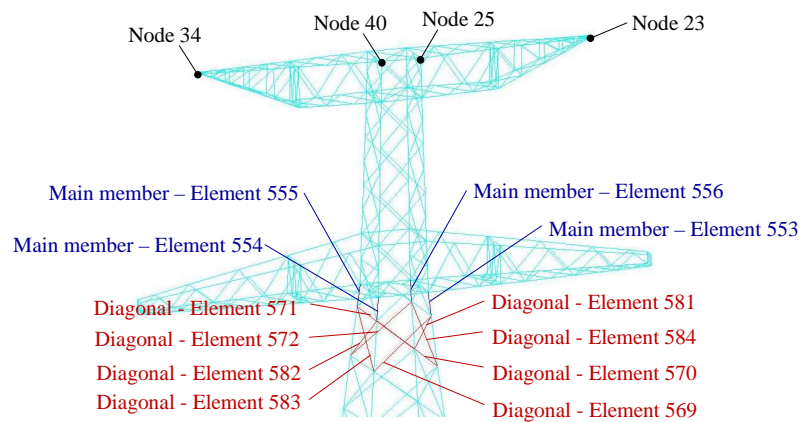 Node 34
Node 40
Node 25
Node 23
Main member – Element 555
Main member – Element 556
Main member – Element 554
Main member – Element 553
Diagonal - Element 571
Diagonal - Element 581
Diagonal - Element 572
Diagonal - Element 584
Diagonal - Element 582
Diagonal - Element 570
Diagonal - Element 583
Diagonal - Element 569